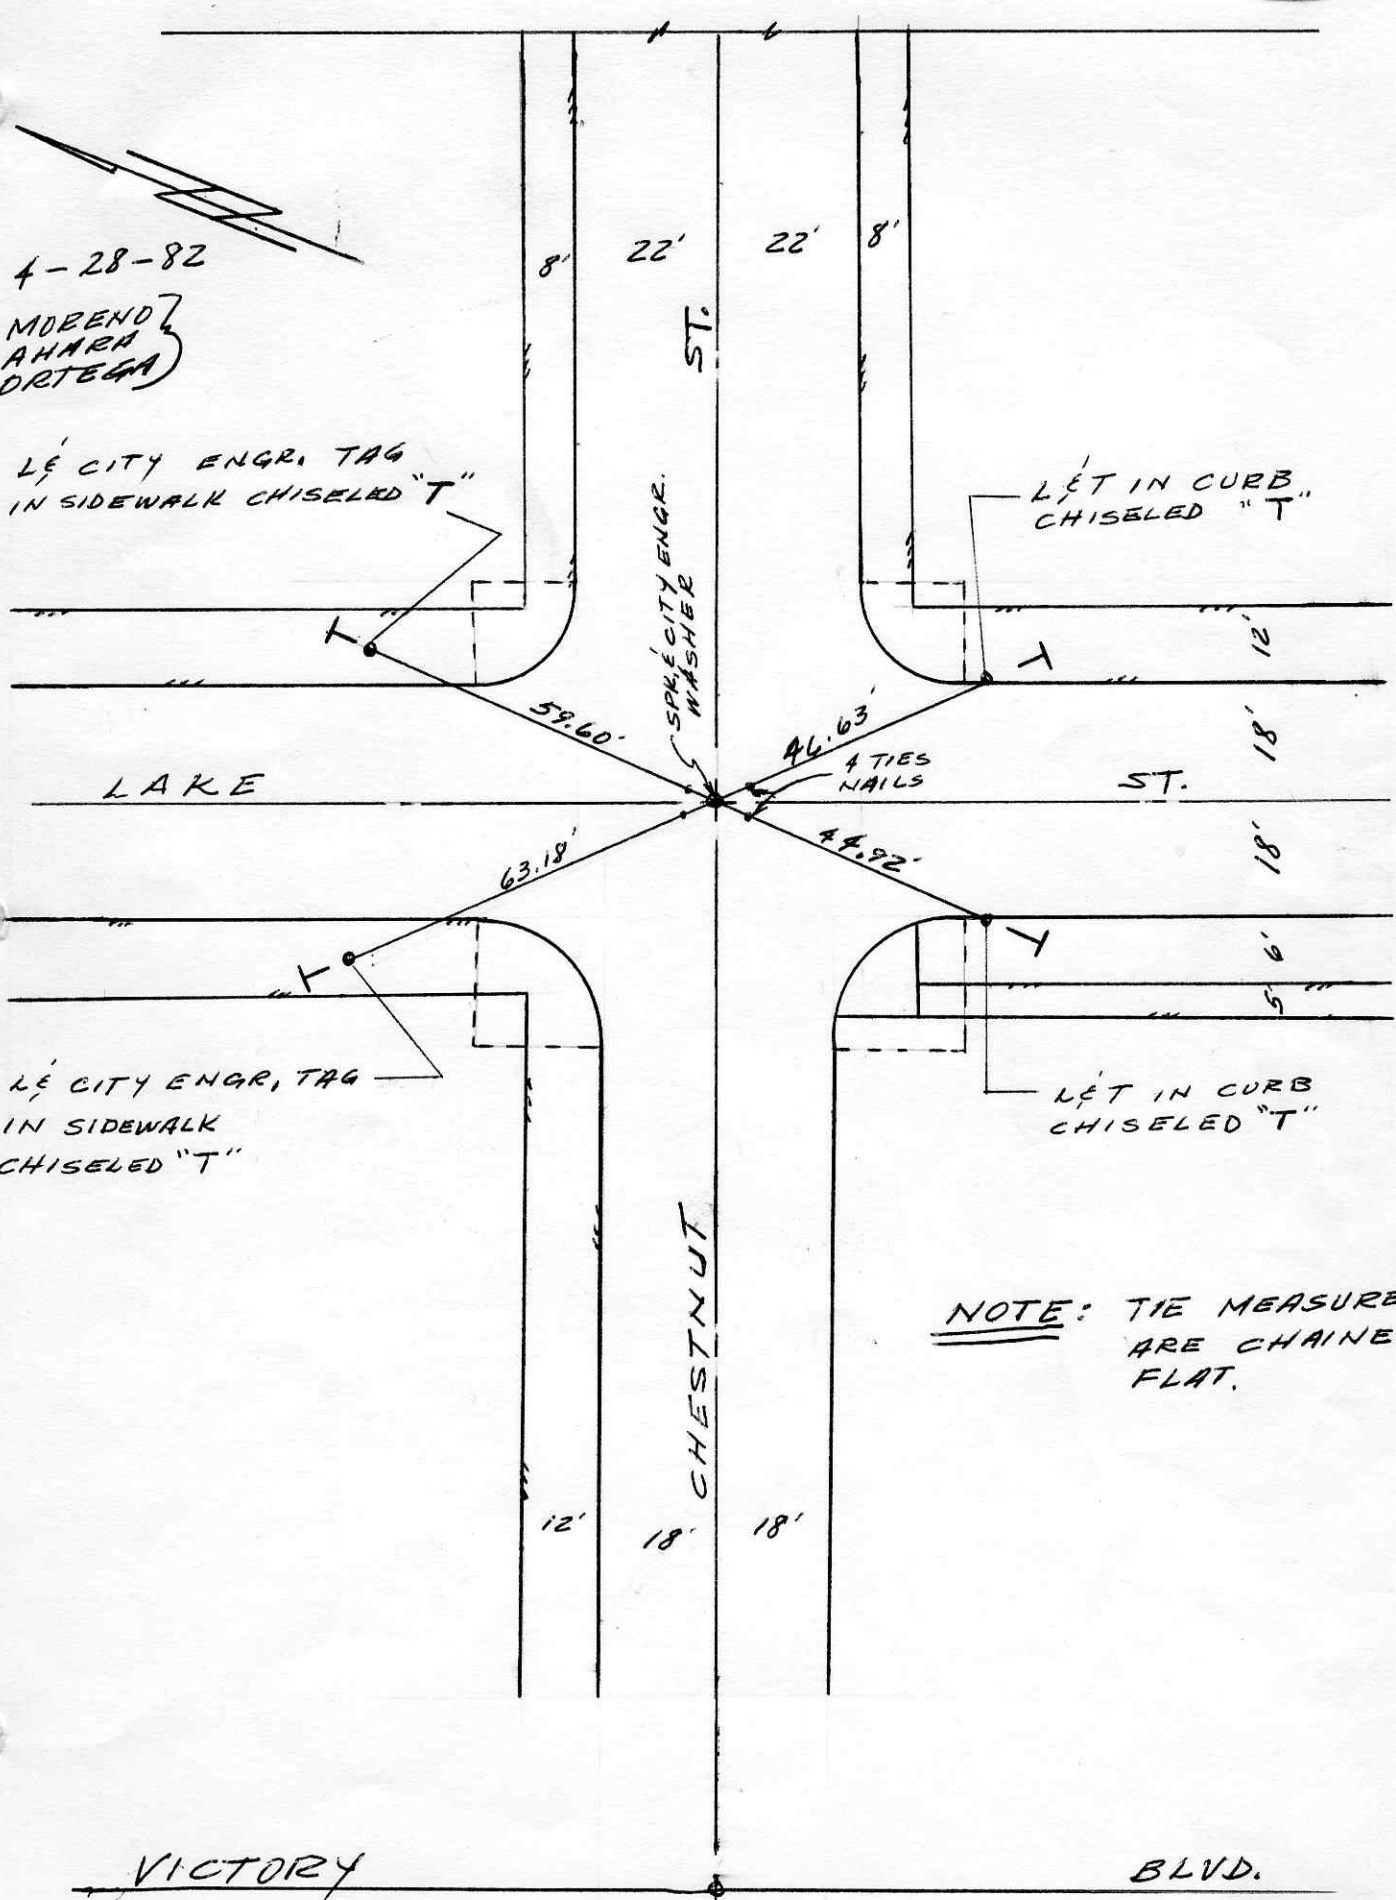 4-28-82
MORENO
AHARA
ORTEGA
8'
22'
22'
8'
ST.
L & CITY ENGR. TAG
IN SIDEWALK CHISELED "T"
L & T IN CURB
CHISELED "T"
SPK. & CITY ENGR.
WASHER
T
T
12'
59.60'
46.63'
4 TIES
NAILS
18'
LAKE
ST.
63.18'
44.92'
18'
T
T
6'
5'
L & CITY ENGR. TAG
IN SIDEWALK
CHISELED "T"
L & T IN CURB
CHISELED "T"
CHESTNUT
NOTE: TIE MEASURE
ARE CHAINE
FLAT.
12'
18'
18'
VICTORY
BLVD.